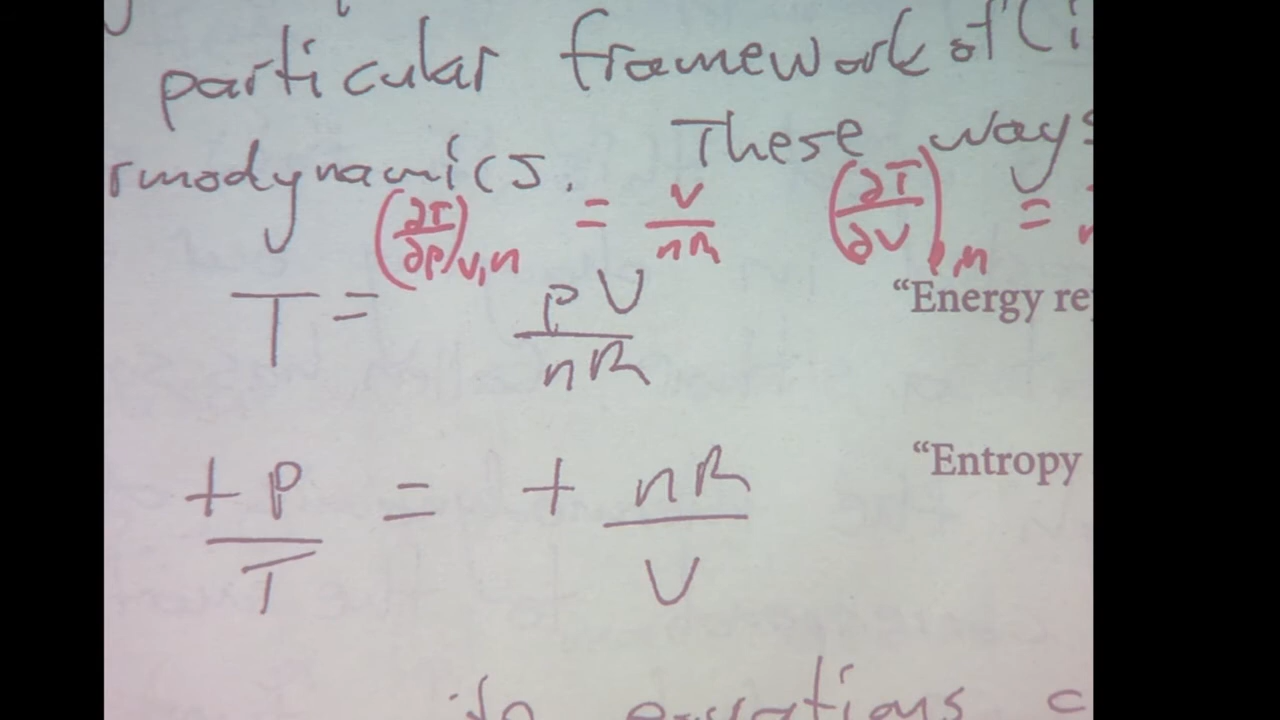 particular framework of
rmodynamics. These ways
(∂T/∂p)V,n = V/nR (∂T/∂V)p,n =
T = pV/nR “Energy re
+p/T = + nR/V “Entropy
equations c